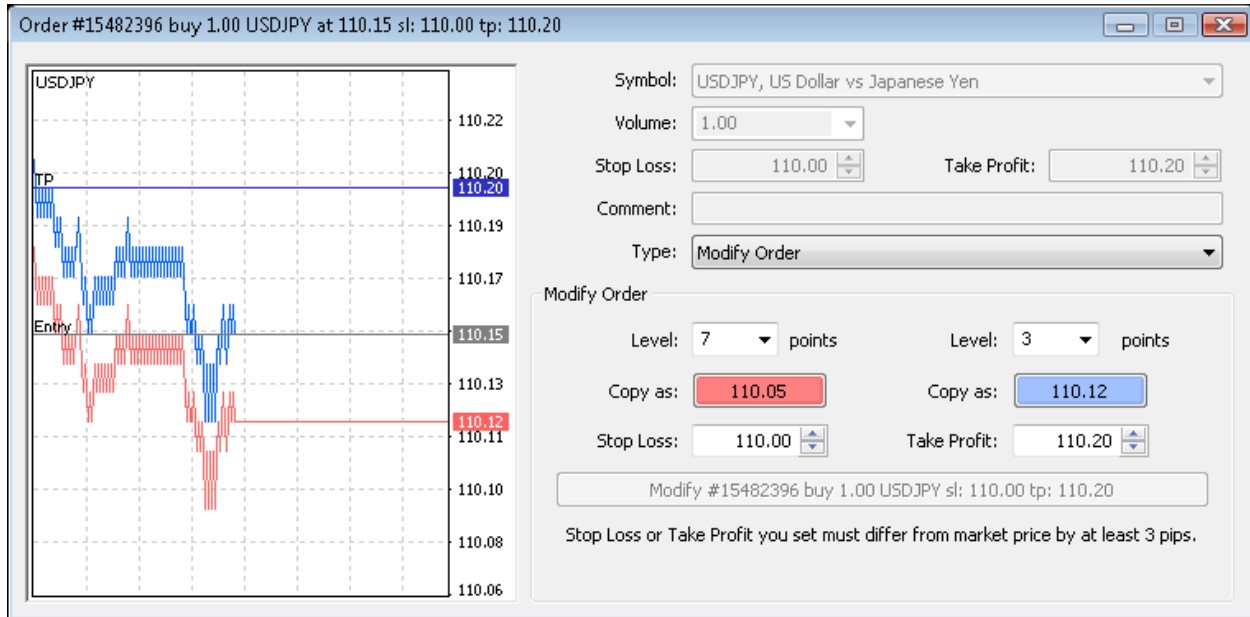 Order #15482396 buy 1.00 USDJPY at 110.15 sl: 110.00 tp: 110.20
USDJPY
110.22
110.20
TP
110.20
110.19
110.17
Entry
110.15
110.13
110.12
110.11
110.10
110.08
110.06
Symbol: USDJPY, US Dollar vs Japanese Yen
Volume: 1.00
Stop Loss: 110.00 Take Profit: 110.20
Comment:
Type: Modify Order
Modify Order
Level: 7 points Level: 3 points
Copy as: 110.05 Copy as: 110.12
Stop Loss: 110.00 Take Profit: 110.20
Modify #15482396 buy 1.00 USDJPY sl: 110.00 tp: 110.20
Stop Loss or Take Profit you set must differ from market price by at least 3 pips.